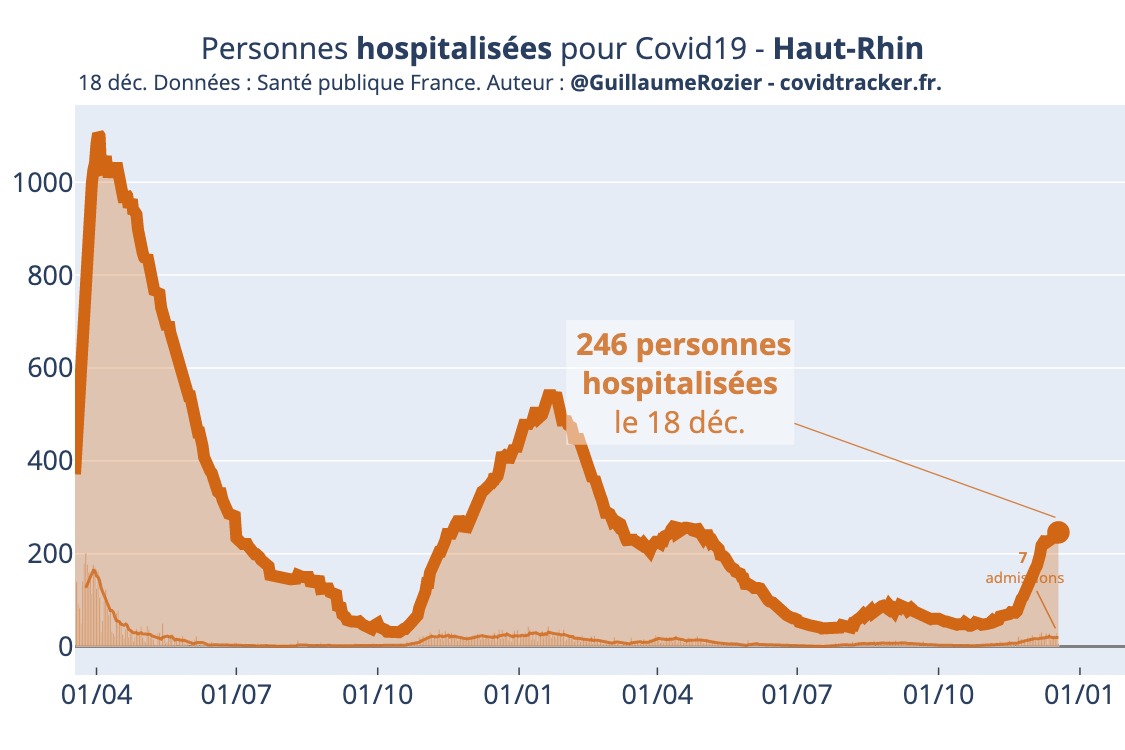 Personnes hospitalisées pour Covid19 - Haut-Rhin
18 déc. Données : Santé publique France. Auteur : @GuillaumeRozier - covidtracker.fr.
1000
800
600
400
200
0
246 personnes
hospitalisées
le 18 déc.
7
admissions
01/04
01/07
01/10
01/01
01/04
01/07
01/10
01/01